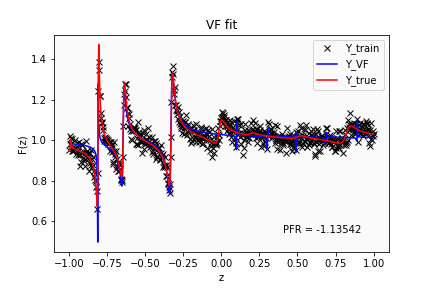 VF fit
Y_train
Y_VF
Y_true
1.4
1.2
1.0
0.8
0.6
F(z)
PFR = -1.13542
−1.00 −0.75 −0.50 −0.25 0.00 0.25 0.50 0.75 1.00
z